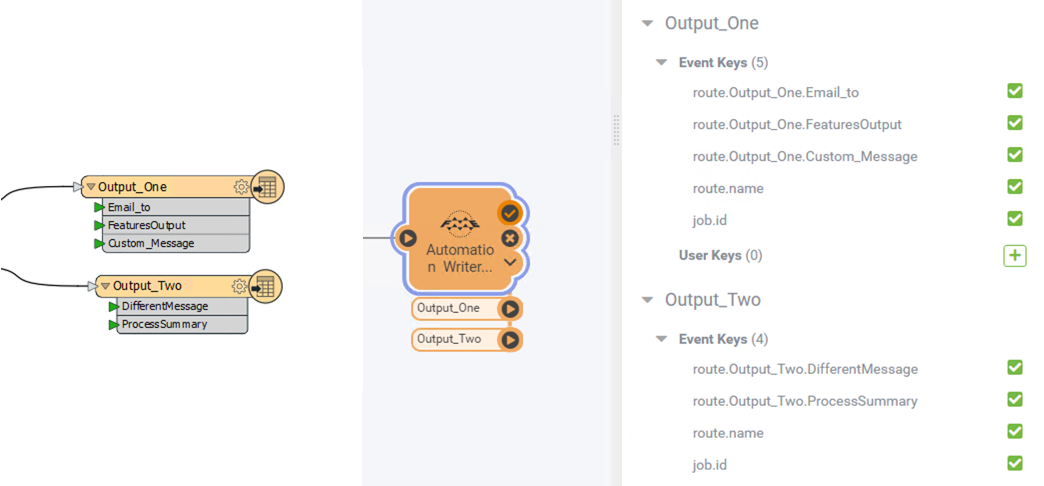 Output_One
Email_to
FeaturesOutput
Custom_Message
Output_Two
DifferentMessage
ProcessSummary
Automatio
n Writer...
Output_One
Output_Two
Output_One
Event Keys (5)
route.Output_One.Email_to
route.Output_One.FeaturesOutput
route.Output_One.Custom_Message
route.name
job.id
User Keys (0)
Output_Two
Event Keys (4)
route.Output_Two.DifferentMessage
route.Output_Two.ProcessSummary
route.name
job.id